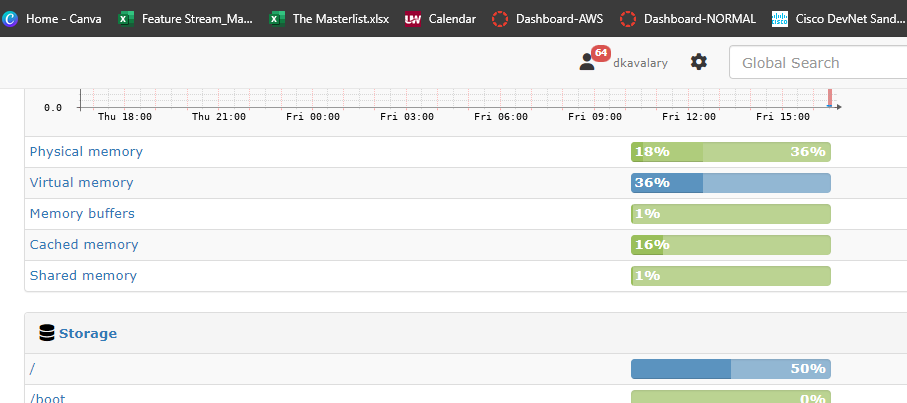 Home - Canva Feature Stream_Ma... The Masterlist.xlsx Calendar Dashboard-AWS Dashboard-NORMAL Cisco DevNet Sand...
64 dkavalary Global Search
0.0
Thu 18:00 Thu 21:00 Fri 00:00 Fri 03:00 Fri 06:00 Fri 09:00 Fri 12:00 Fri 15:00
Physical memory 18% 36%
Virtual memory 36%
Memory buffers 1%
Cached memory 16%
Shared memory 1%
Storage
/ 50%
/boot 0%